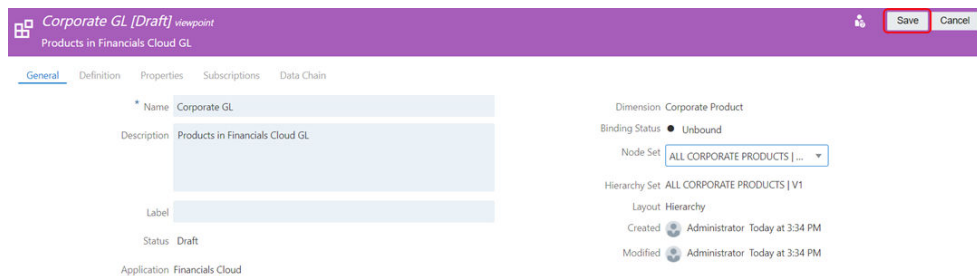 Corporate GL [Draft] viewpoint
Products in Financials Cloud GL
Save Cancel
General Definition Properties Subscriptions Data Chain
* Name Corporate GL
Description Products in Financials Cloud GL
Label
Status Draft
Application Financials Cloud
Dimension Corporate Product
Binding Status Unbound
Node Set ALL CORPORATE PRODUCTS | ...
Hierarchy Set ALL CORPORATE PRODUCTS | V1
Layout Hierarchy
Created Administrator Today at 3:34 PM
Modified Administrator Today at 3:34 PM